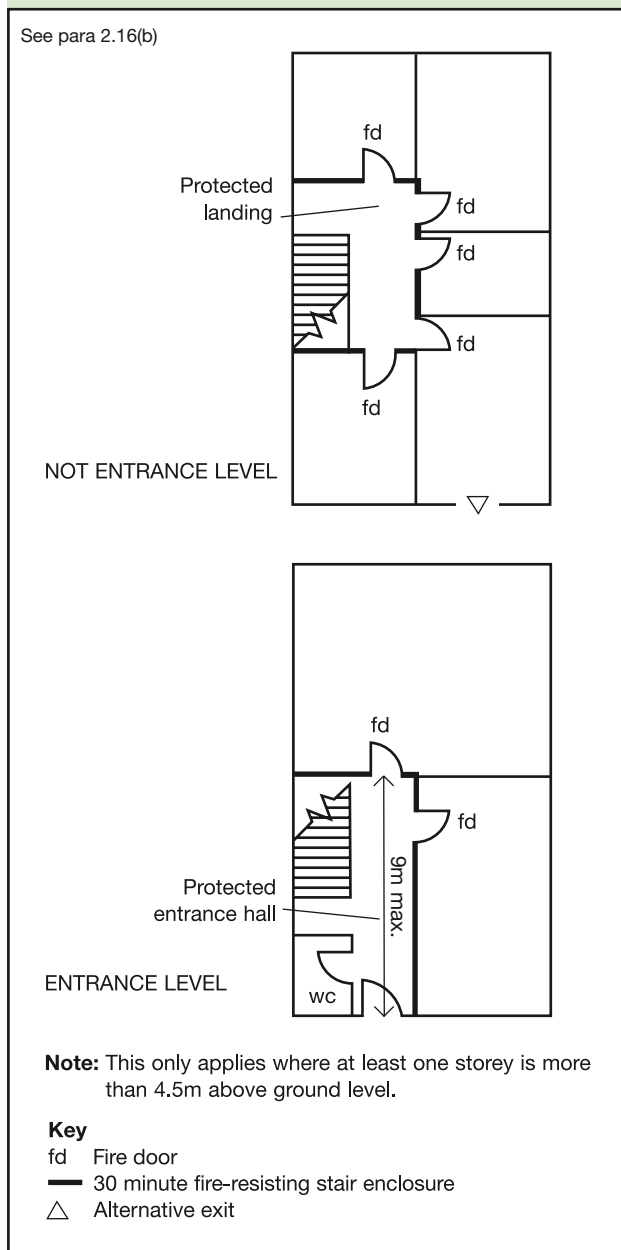 See para 2.16(b)
fd
Protected
landing
fd
fd
fd
fd
NOT ENTRANCE LEVEL
fd
fd
9m max.
Protected
entrance hall
wc
ENTRANCE LEVEL
Note: This only applies where at least one storey is more
than 4.5m above ground level.
Key
fd Fire door
30 minute fire-resisting stair enclosure
Alternative exit